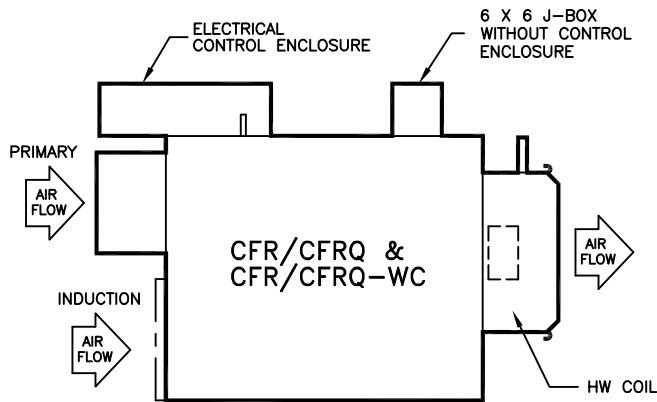 ELECTRICAL
CONTROL ENCLOSURE
6 X 6 J-BOX
WITHOUT CONTROL
ENCLOSURE
PRIMARY
AIR
FLOW
CFR/CFRQ &
CFR/CFRQ-WC
AIR
FLOW
INDUCTION
AIR
FLOW
HW COIL